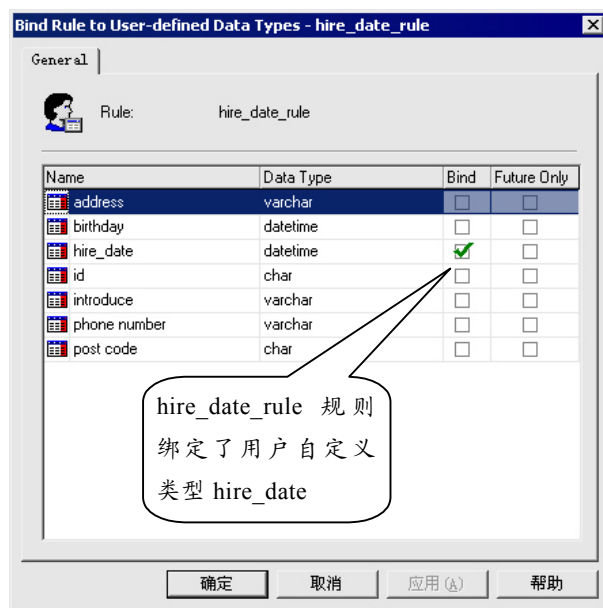 Bind Rule to User-defined Data Types - hire_date_rule
General
Rule: hire_date_rule
Name Data Type Bind Future Only
address varchar
birthday datetime
hire_date datetime
id char
introduce varchar
phone number varchar
post code char
hire_date_rule 规则
绑定了用户自定义
类型 hire_date
确定 取消 应用(A) 帮助